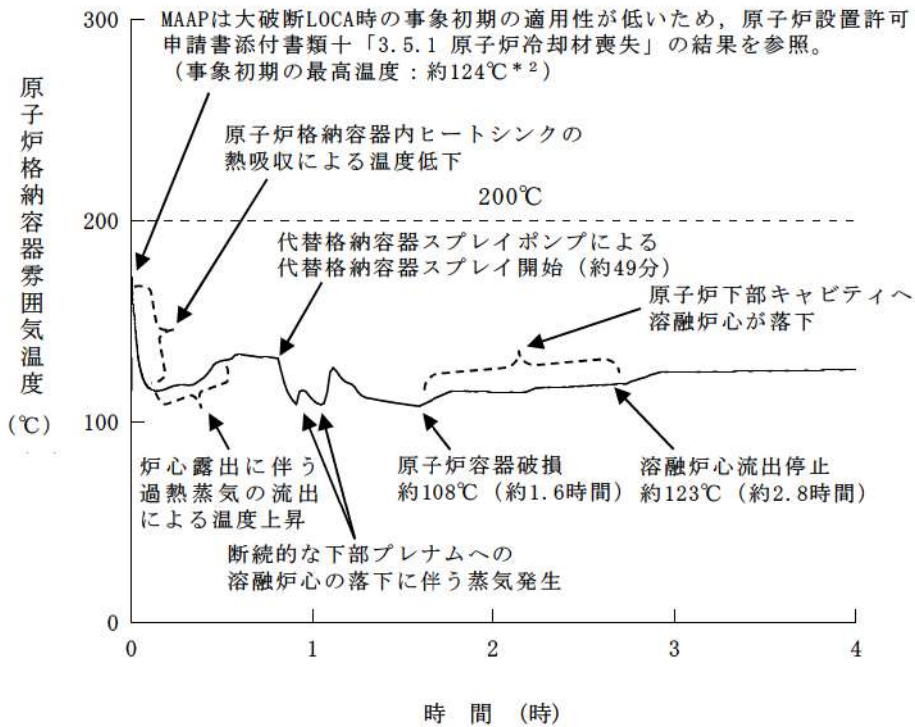 MAAPは大破断LOCA時の事象初期の適用性が低いため，原子炉設置許可
申請書添付書類十「3.5.1 原子炉冷却材喪失」の結果を参照。
（事象初期の最高温度：約124℃*2）
原子炉格納容器内ヒートシンクの
熱吸収による温度低下
200℃
代替格納容器スプレイポンプによる
代替格納容器スプレイ開始（約49分）
原子炉下部キャビティへ
溶融炉心が落下
炉心露出に伴う
過熱蒸気の流出
による温度上昇
断続的な下部プレナムへの
溶融炉心の落下に伴う蒸気発生
原子炉容器破損
約108℃（約1.6時間）
溶融炉心流出停止
約123℃（約2.8時間）
原子炉格納容器雰囲気温度
(℃)
300
200
100
0
0 1 2 3 4
時 間 (時)